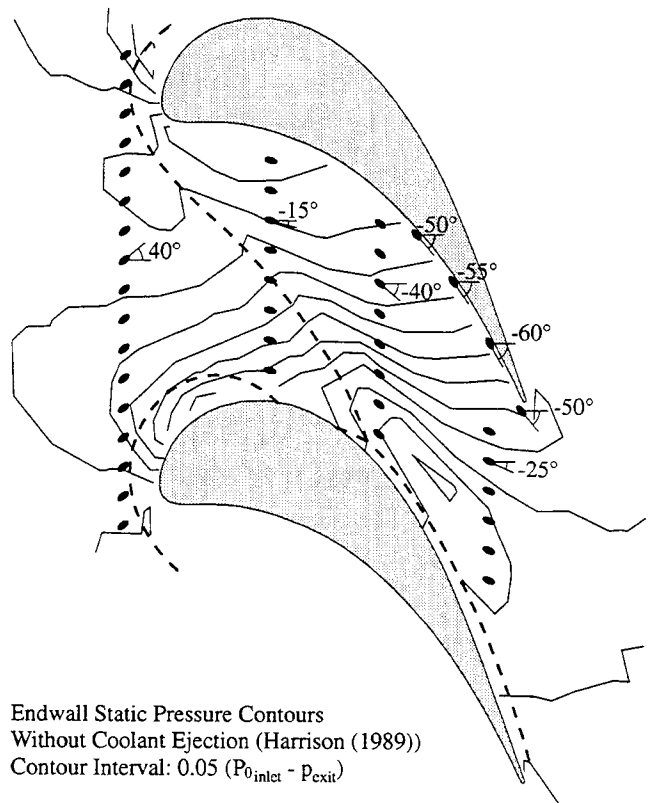 -15°
-50°
40°
-55°
-40°
-60°
-50°
-25°
Endwall Static Pressure Contours
Without Coolant Ejection (Harrison (1989))
Contour Interval: 0.05 (P0inlet - pexit)